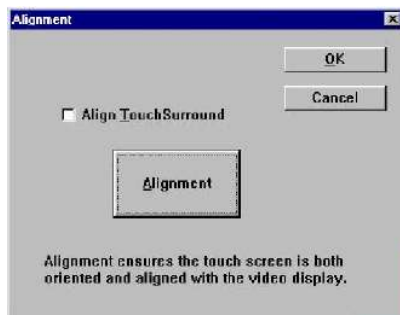 Alignment
OK
Cancel
Align TouchSurround
Alignment
Alignment ensures the touch screen is both
oriented and aligned with the video display.